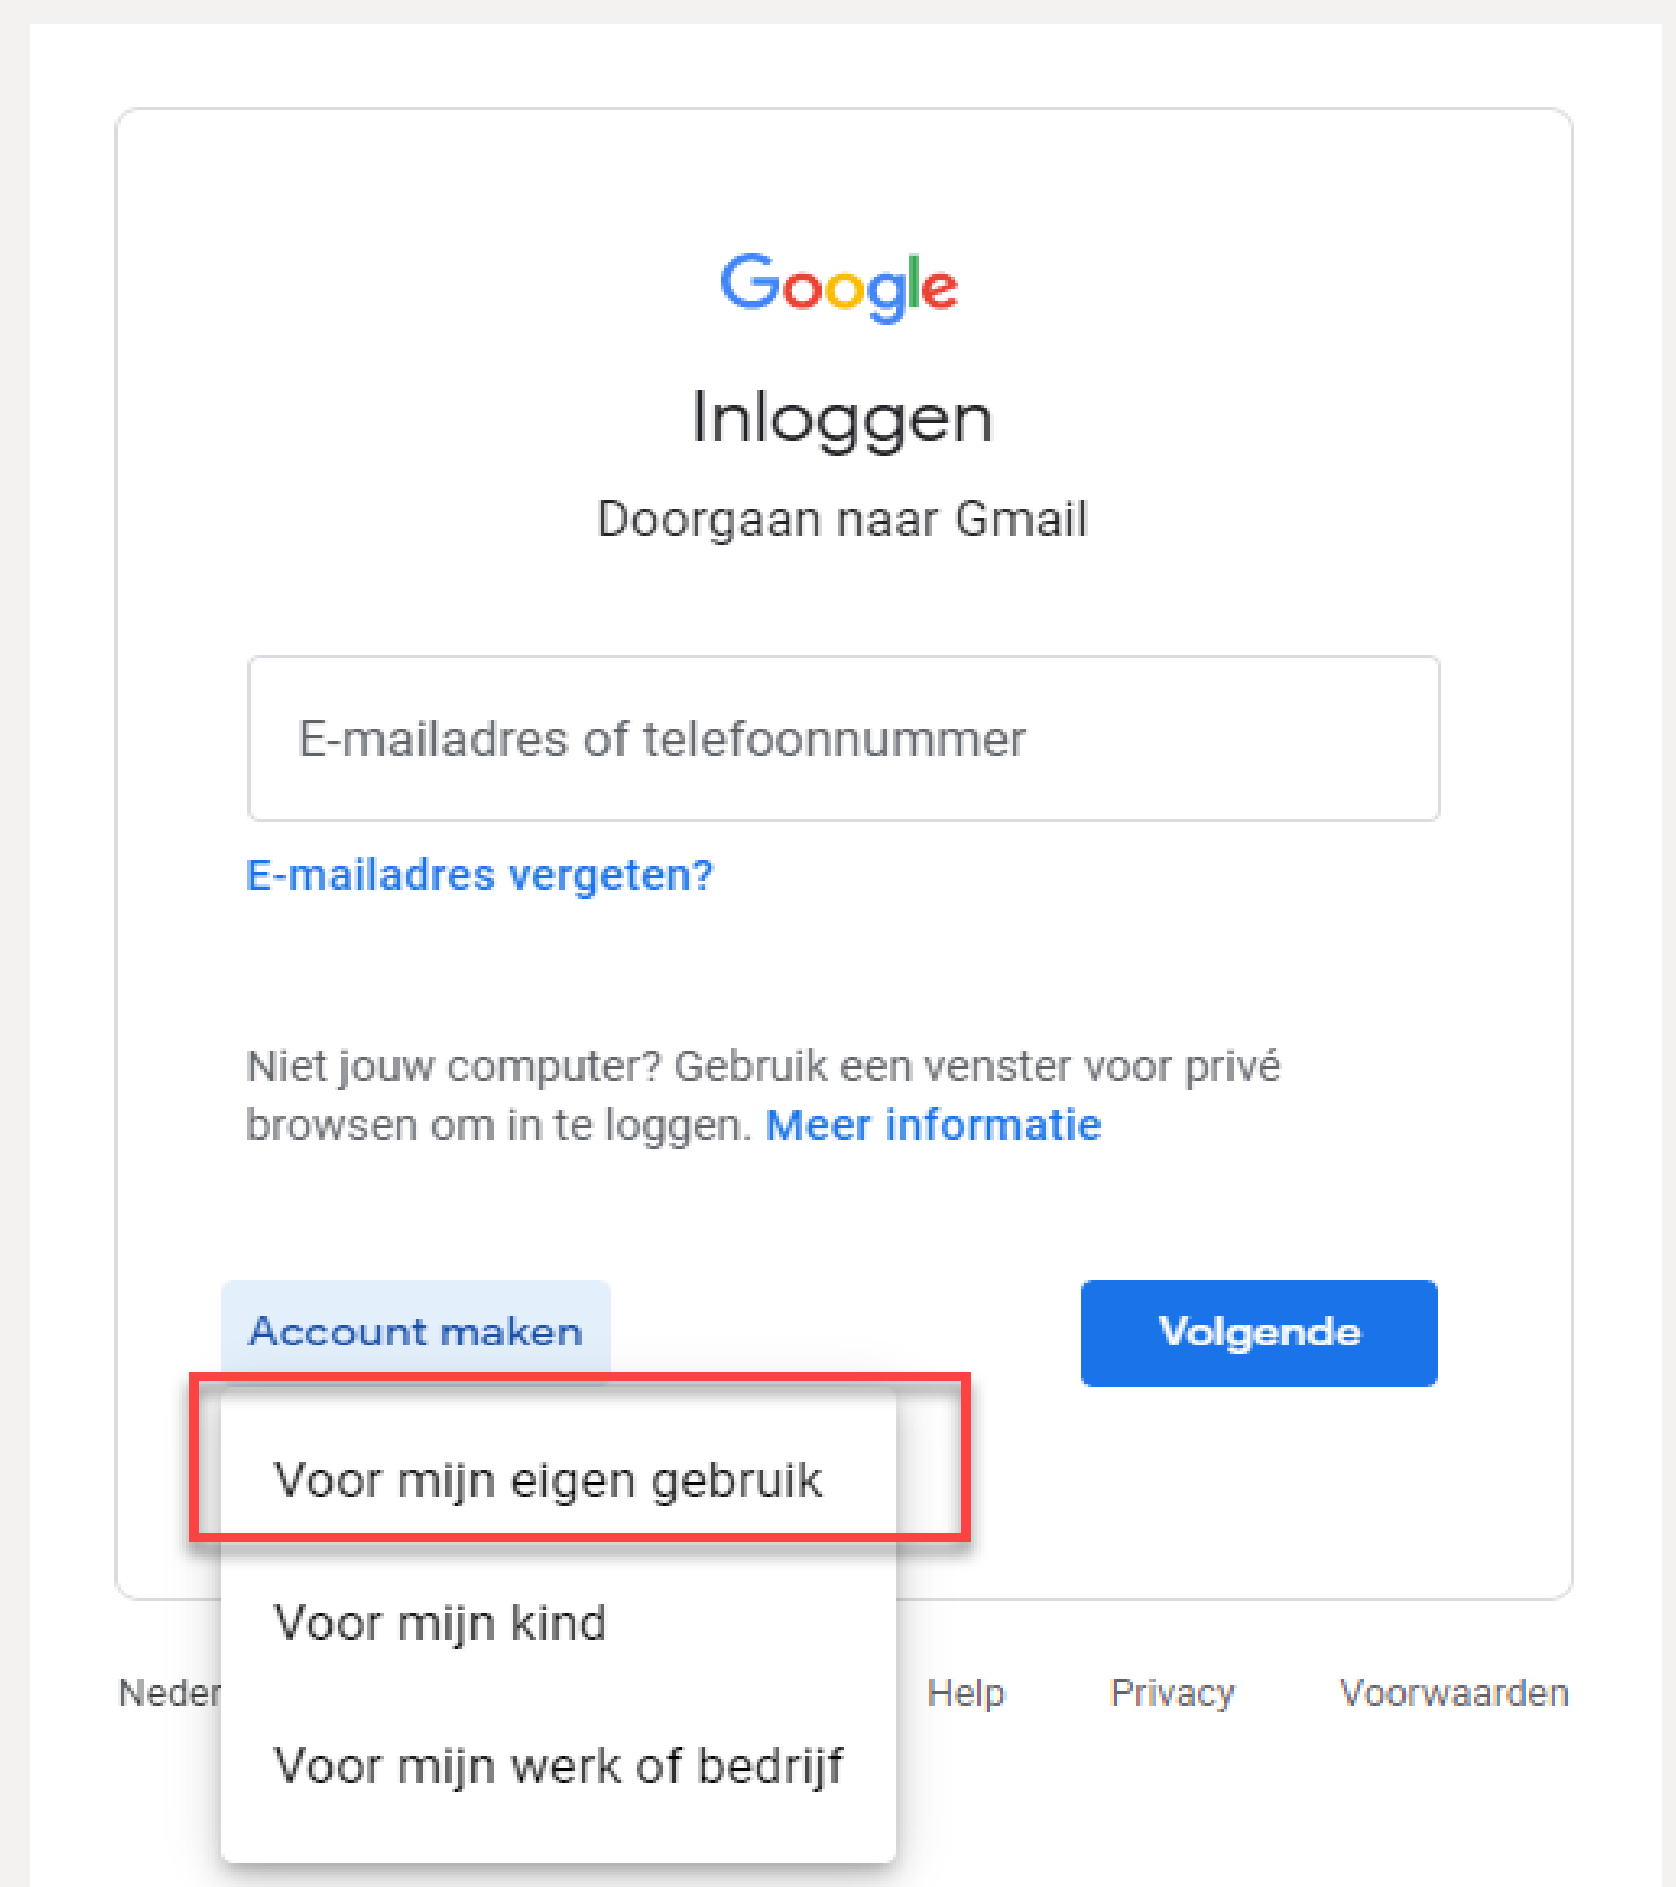 Google
Inloggen
Doorgaan naar Gmail
E-mailadres of telefoonnummer
E-mailadres vergeten?
Niet jouw computer? Gebruik een venster voor privé
browsen om in te loggen. Meer informatie
Account maken
Volgende
Voor mijn eigen gebruik
Voor mijn kind
Help Privacy Voorwaarden
Voor mijn werk of bedrijf